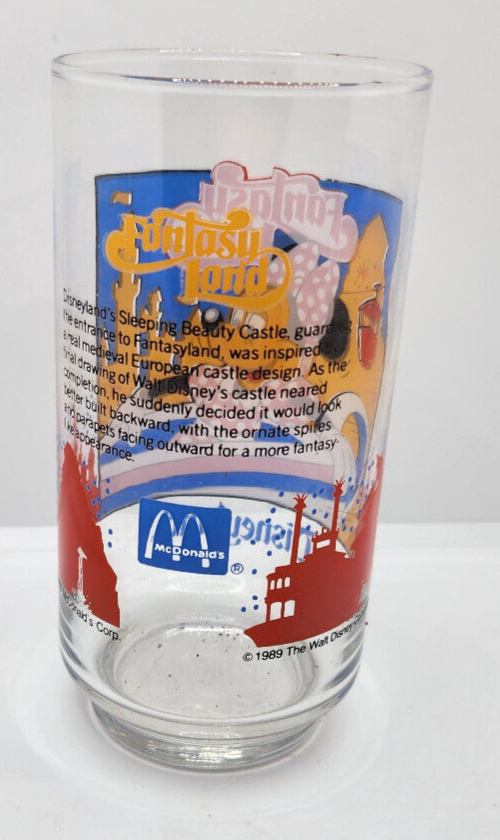 Fantasy
Land
Disneyland's Sleeping Beauty Castle, guarding
the entrance to Fantasyland, was inspired
a real medieval European castle design. As the
drawing of Walt Disney's castle neared
completion, he suddenly decided it would look
better built backward, with the ornate spires
and parapets facing outward for a more fantasy-
like appearance.
McDonald's
®
McDonald's Corp.
© 1989 The Walt Disney
Fantasy
Disney